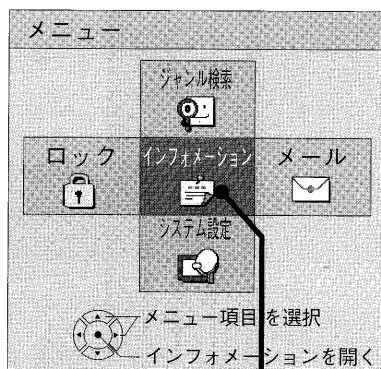 メニュー
ジャンル検索
ロック
インフォメーション
メール
システム設定
メニュー項目を選択
インフォメーションを開く